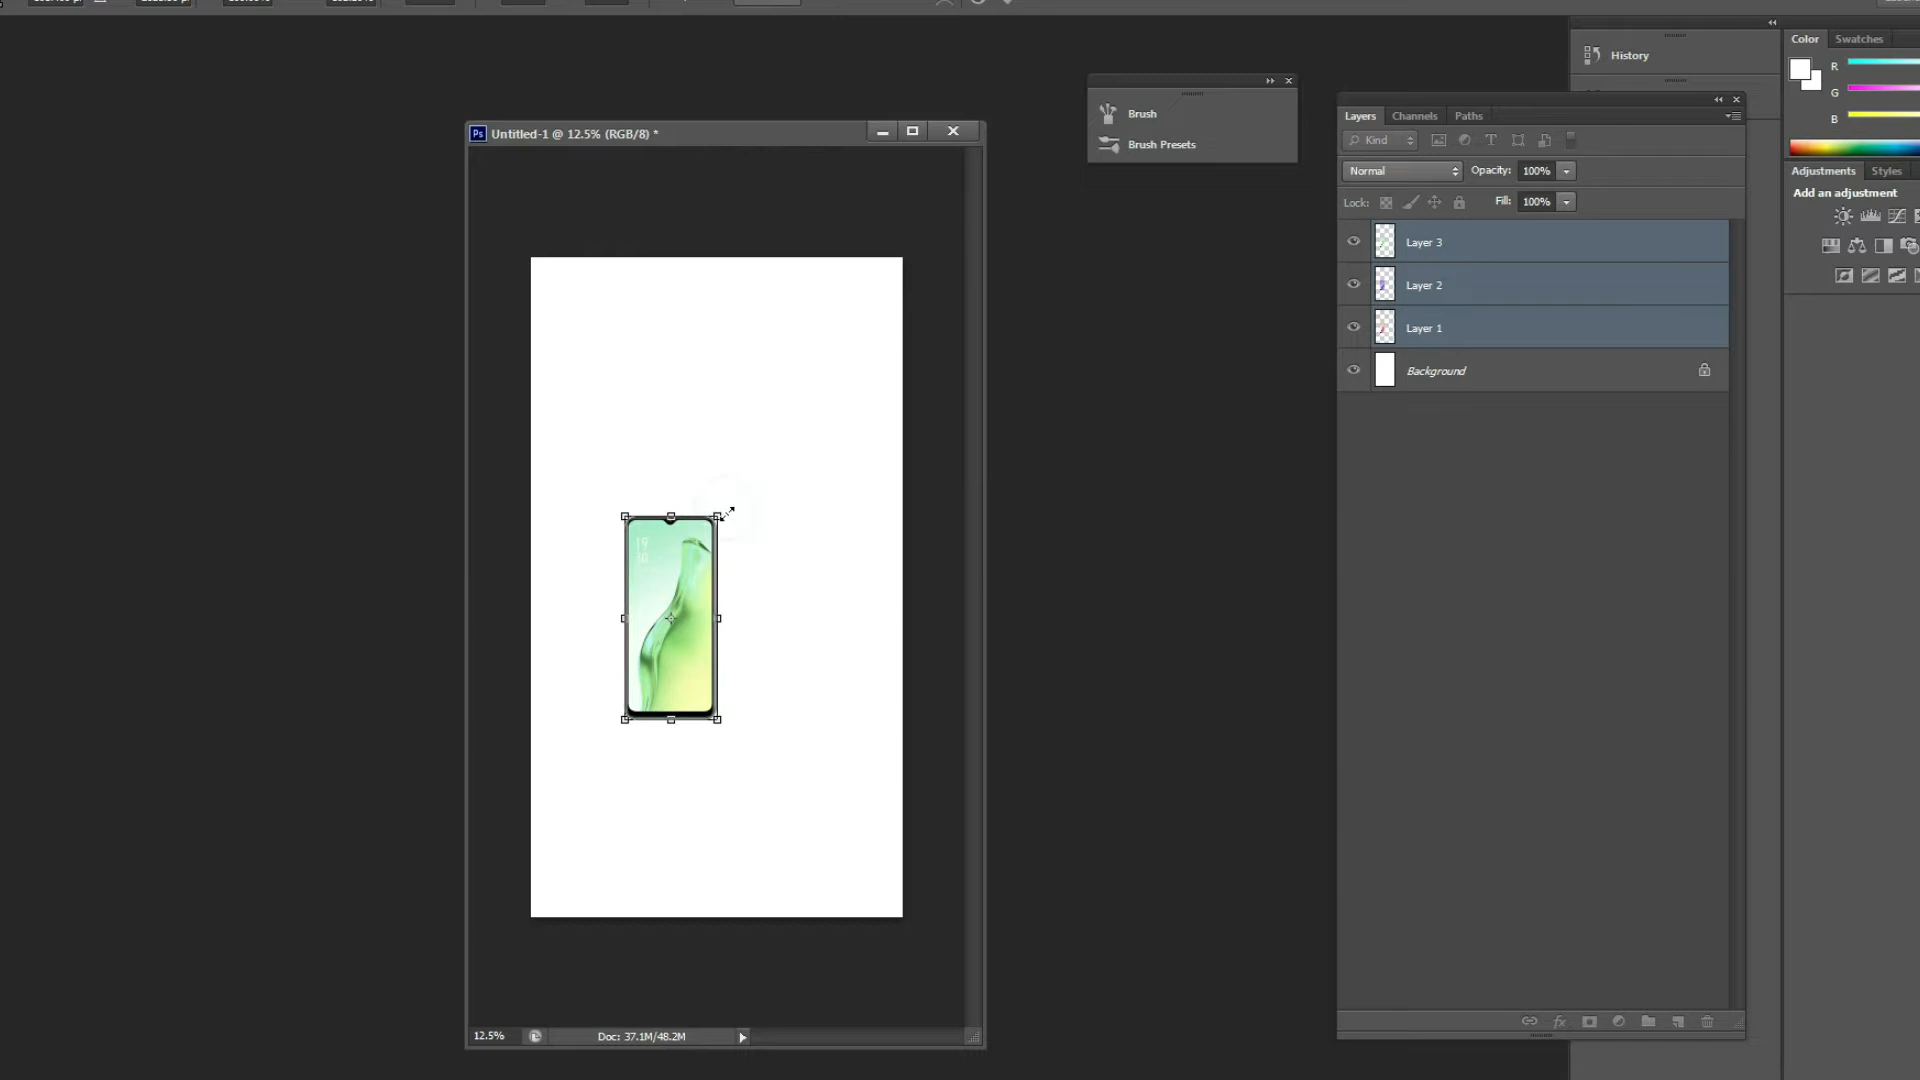 History
Color
Swatches
R
G
B
Brush
Brush Presets
Untitled-1 @ 12.5% (RGB/8) *
Layers
Channels
Paths
Kind
Normal
Opacity:
100%
Lock:
Fill:
100%
Adjustments
Styles
Add an adjustment
Layer 3
Layer 2
Layer 1
Background
19
12.5%
Doc: 37.1M/48.2M